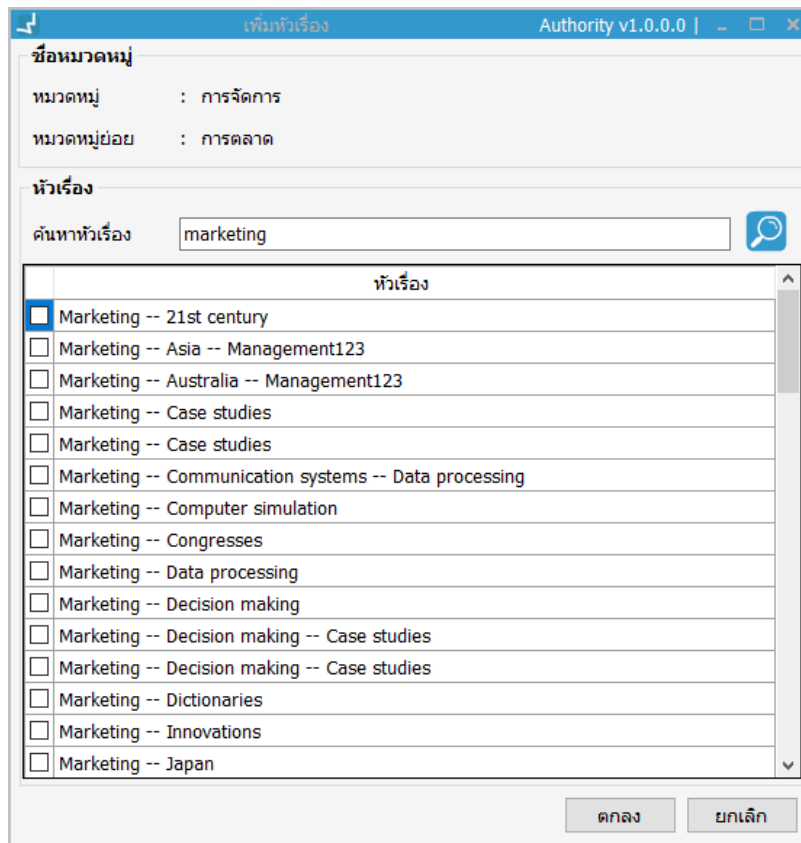 เพิ่มหัวเรื่อง Authority v1.0.0.0 |
ชื่อหมวดหมู่
หมวดหมู่ : การจัดการ
หมวดหมู่ย่อย : การตลาด
หัวเรื่อง
ค้นหาหัวเรื่อง marketing
หัวเรื่อง
Marketing -- 21st century
Marketing -- Asia -- Management123
Marketing -- Australia -- Management123
Marketing -- Case studies
Marketing -- Case studies
Marketing -- Communication systems -- Data processing
Marketing -- Computer simulation
Marketing -- Congresses
Marketing -- Data processing
Marketing -- Decision making
Marketing -- Decision making -- Case studies
Marketing -- Decision making -- Case studies
Marketing -- Dictionaries
Marketing -- Innovations
Marketing -- Japan
ตกลง ยกเลิก